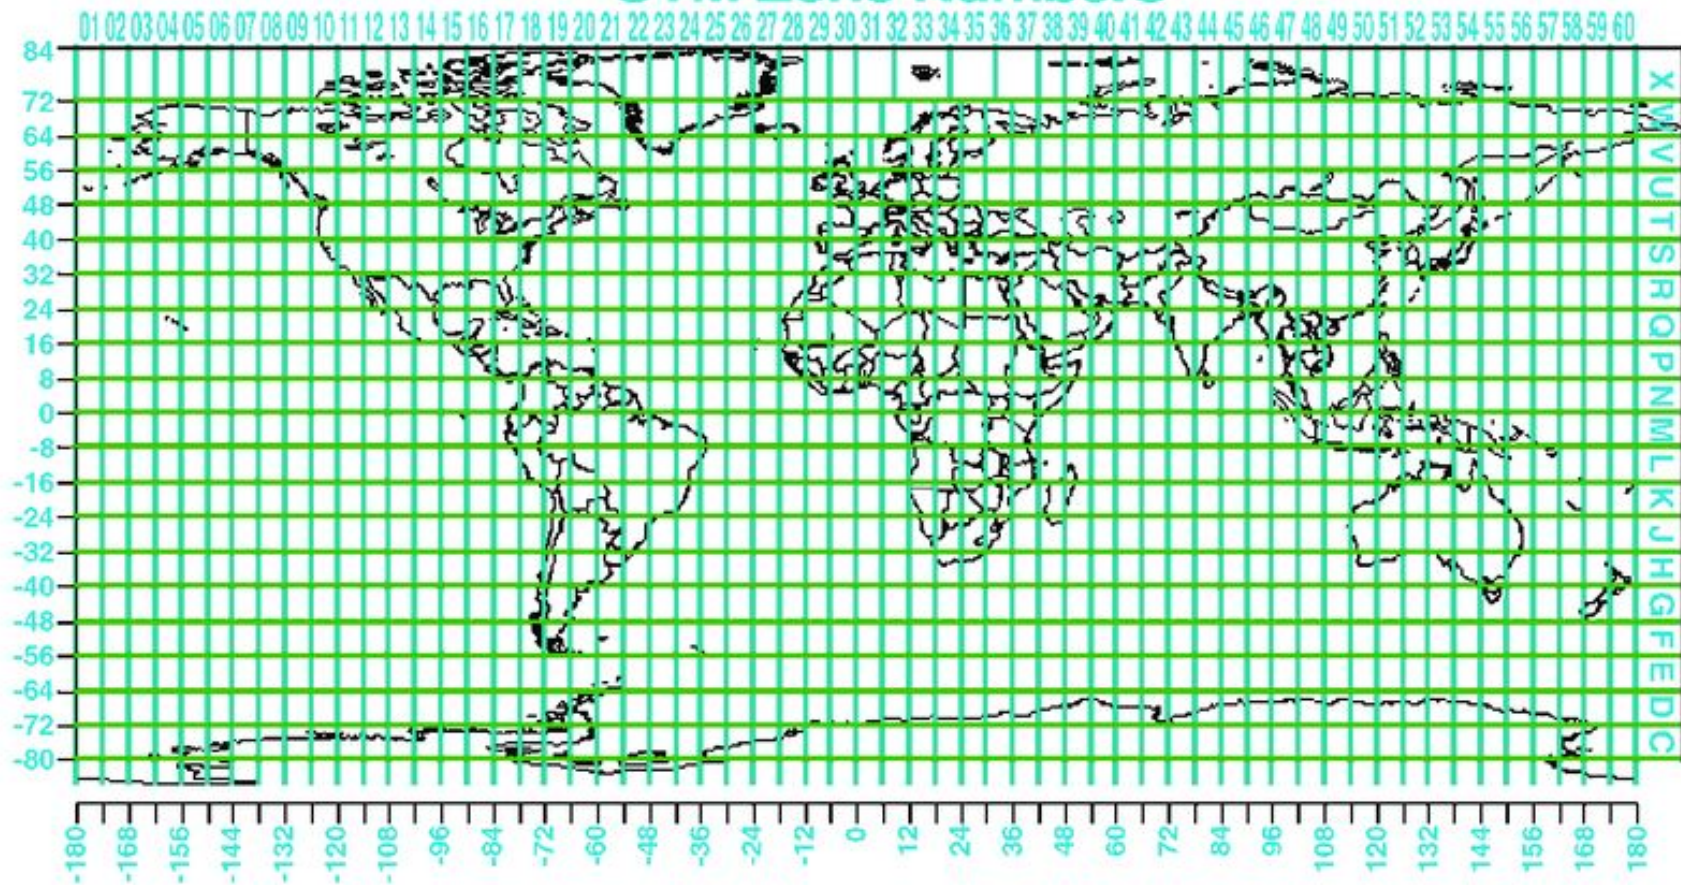 UTM Zone Numbers
01 02 03 04 05 06 07 08 09 10 11 12 13 14 15 16 17 18 19 20 21 22 23 24 25 26 27 28 29 30 31 32 33 34 35 36 37 38 39 40 41 42 43 44 45 46 47 48 49 50 51 52 53 54 55 56 57 58 59 60
84
X
72
W
64
V
56
U
48
T
40
S
32
R
24
Q
16
P
8
N
0
M
-8
L
-16
K
-24
J
-32
H
-40
G
-48
F
-56
E
-64
D
-72
C
-80
-180 -168 -156 -144 -132 -120 -108 -96 -84 -72 -60 -48 -36 -24 -12 0 12 24 36 48 60 72 84 96 108 120 132 144 156 168 180